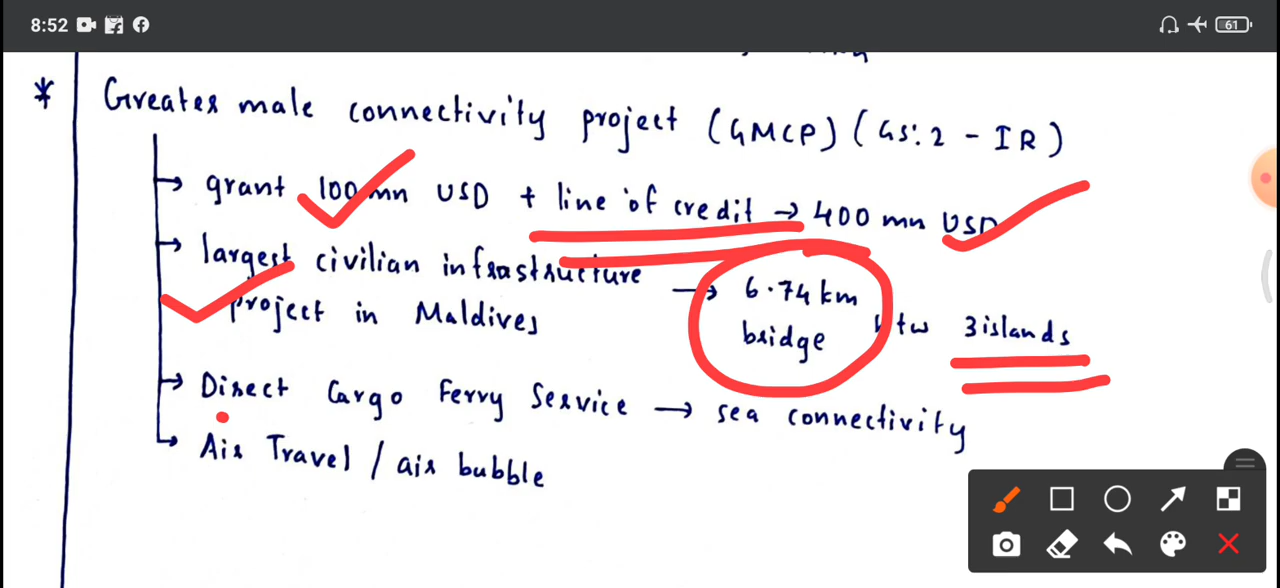 8:52
61
* Greater male connectivity project (GMCP) (GS:2 - IR)
→ grant 100 mn USD + line of credit → 400 mn USD
→ largest civilian infrastructure → 6.74 km
project in Maldives bridge btw 3 islands
→ Direct Cargo Ferry Service → sea connectivity
→ Air Travel / air bubble